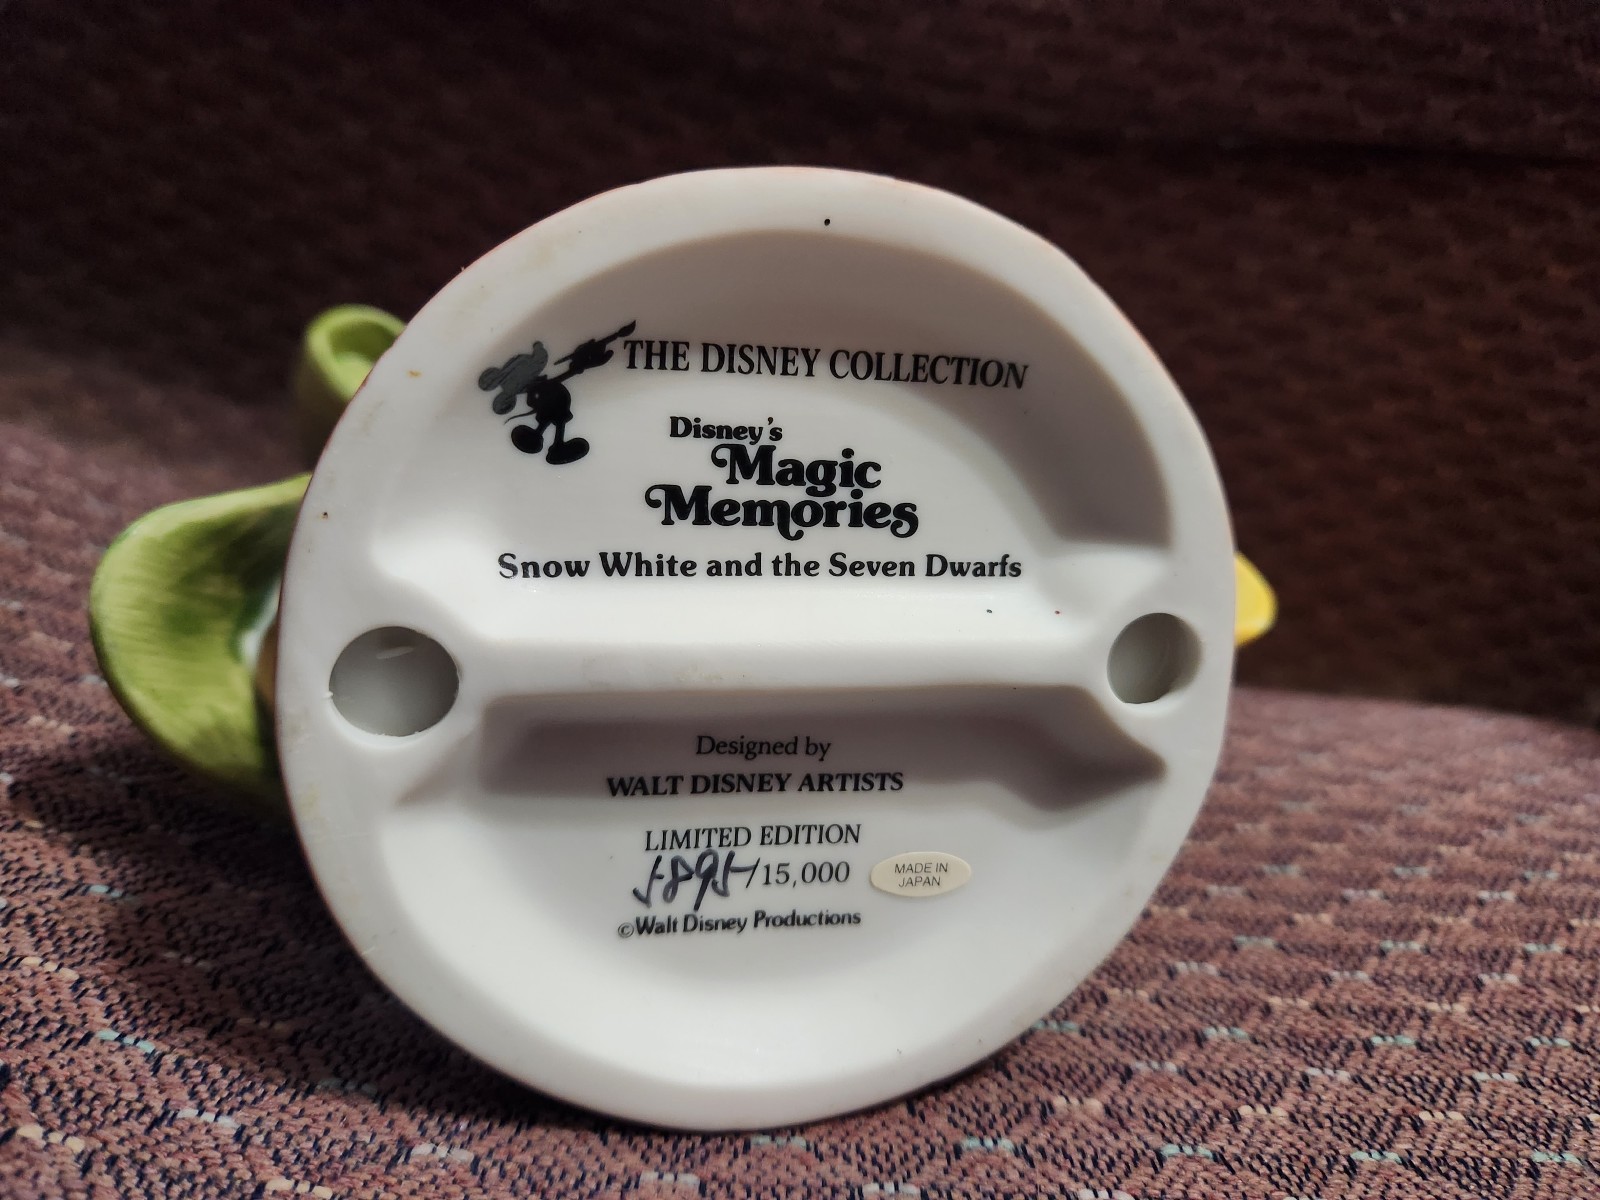 THE DISNEY COLLECTION
Disney's
Magic
Memories
Snow White and the Seven Dwarfs
Designed by
WALT DISNEY ARTISTS
LIMITED EDITION
5895/15,000
MADE IN
JAPAN
©Walt Disney Productions